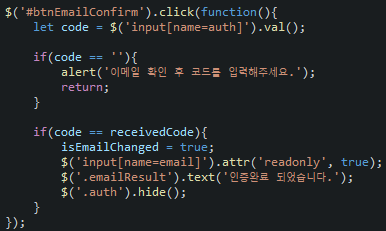 $('#btnEmailConfirm').click(function(){
    let code = $('input[name=auth]').val();

    if(code == ''){
        alert('이메일 확인 후 코드를 입력해주세요.');
        return;
    }

    if(code == receivedCode){
        isEmailChanged = true;
        $('input[name=email]').attr('readonly', true);
        $('.emailResult').text('인증완료 되었습니다.');
        $('.auth').hide();
    }
});